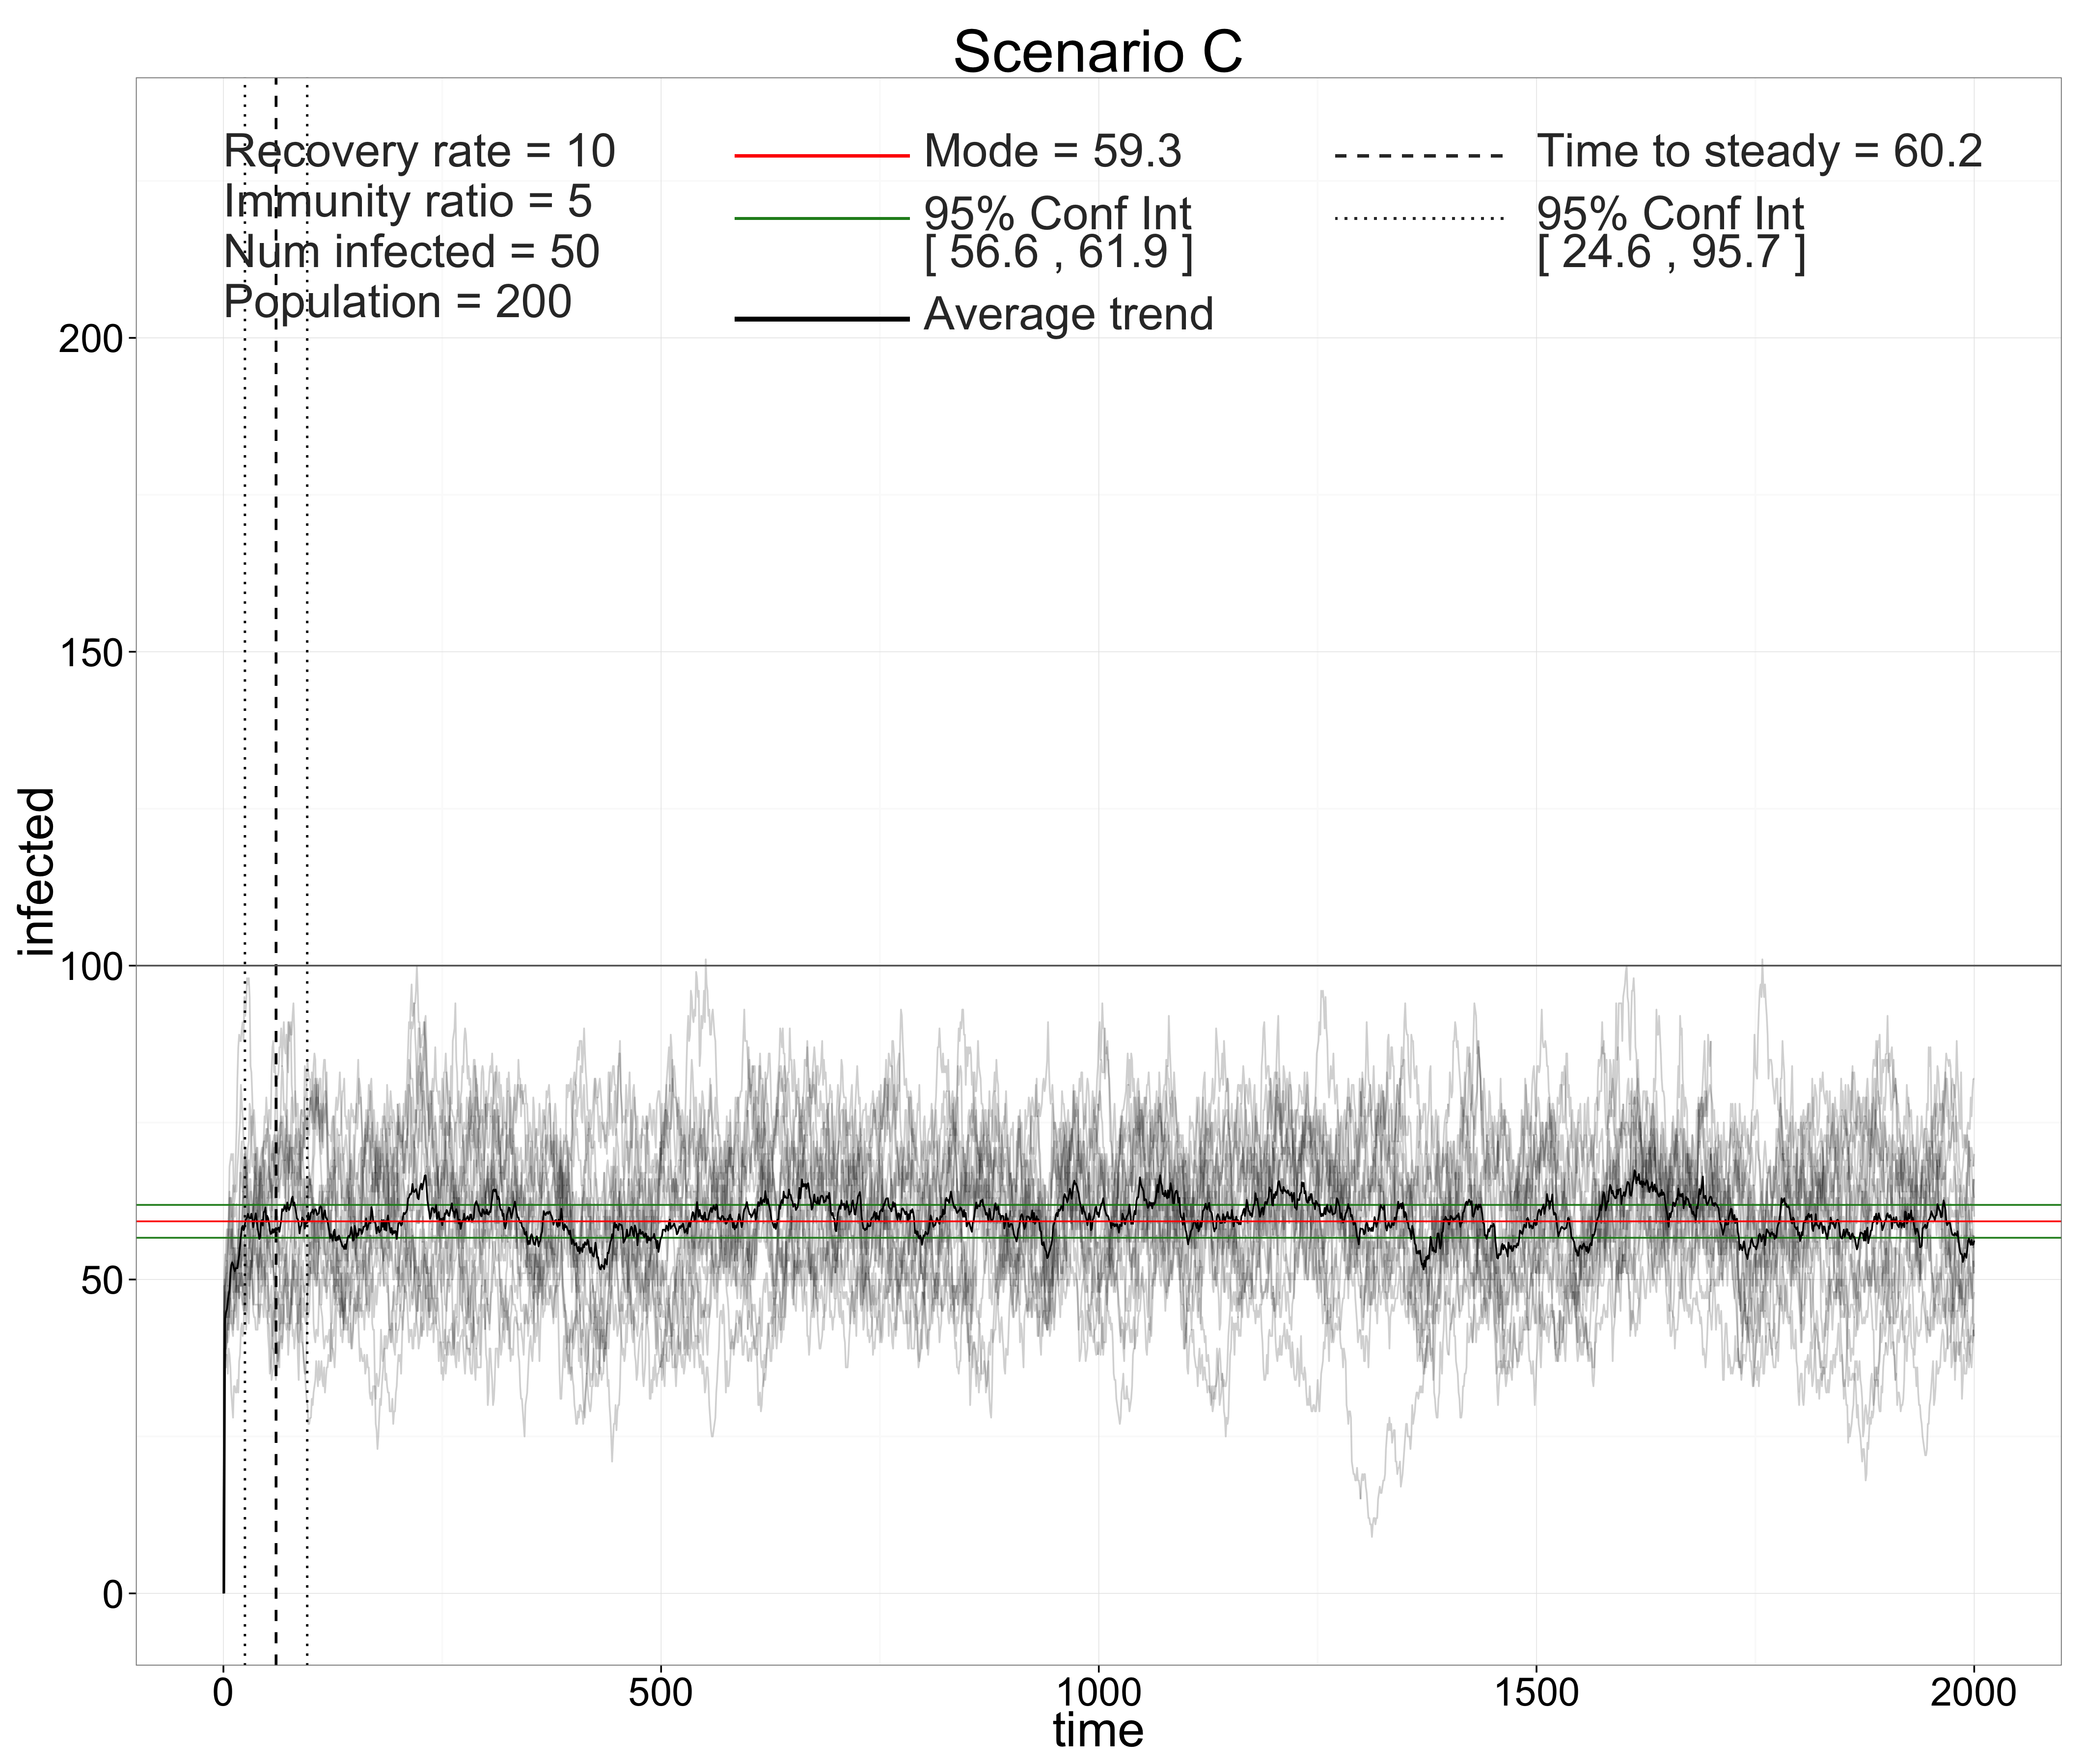 Scenario C
Recovery rate = 10
Immunity ratio = 5
Num infected = 50
Population = 200
Mode = 59.3
95% Conf Int
[ 56.6 , 61.9 ]
Average trend
Time to steady = 60.2
95% Conf Int
[ 24.6 , 95.7 ]
infected
200
150
100
50
0
0 500 1000 1500 2000
time